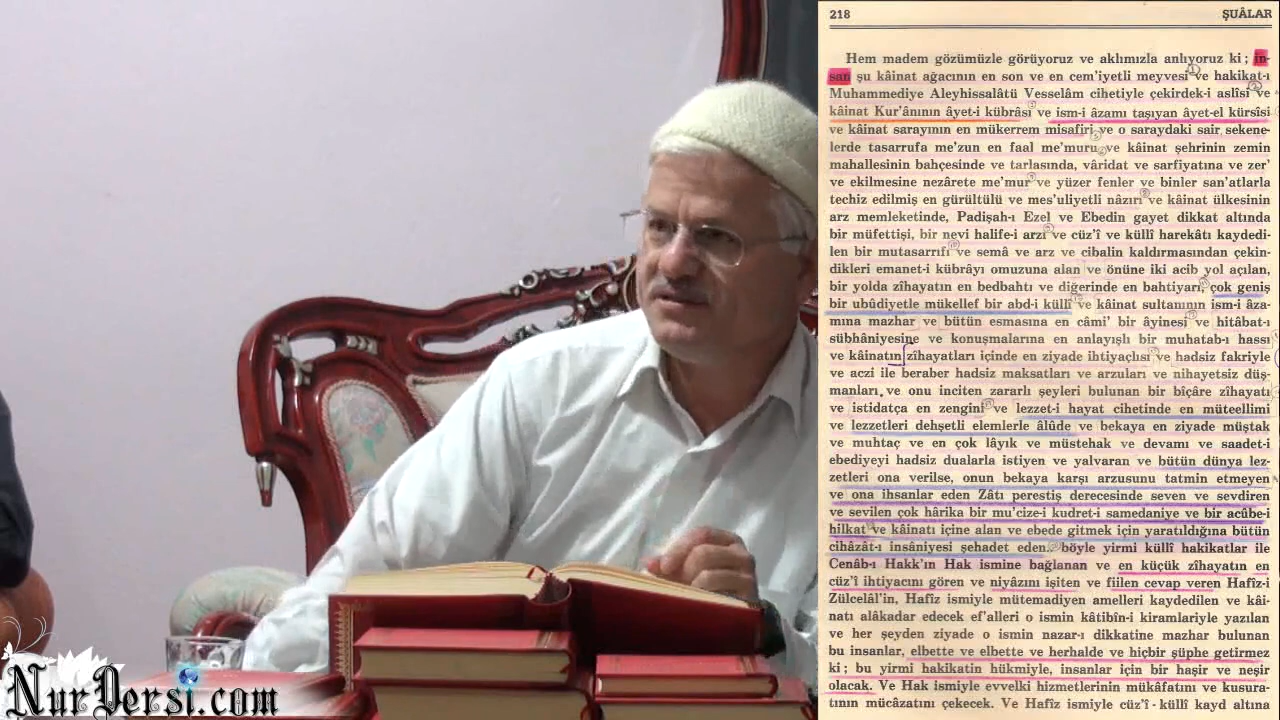 218 ŞUÂLAR
Hem madem gözümüzle görüyoruz ve aklımızla anlıyoruz ki; in-
san şu kâinat ağacının en son ve en cem'iyetli meyvesi ve hakikat-ı
Muhammediye Aleyhissalâtü Vesselâm cihetiyle çekirdek-i aslîsi ve
kâinat Kur'ânının âyet-i kübrâsı ve ism-i âzamı taşıyan âyet-el kürsîsi
ve kâinat sarayının en mükerrem misafiri ve o saraydaki sair sekene-
lerde tasarrufa me'zun en faal me'muru ve kâinat şehrinin zemin
mahallesinin bahçesinde ve tarlasında, vâridat ve sarfiyatına ve zer'
ve ekilmesine nezârete me'mur ve yüzer fenler ve binler san'atlarla
techiz edilmiş en gürültülü ve mes'uliyetli nâzırı ve kâinat ülkesinin
arz memleketinde, Padişah-ı Ezel ve Ebedin gayet dikkat altında
bir müfettişi, bir nevi halife-i arzı ve cüz'î ve küllî harekâtı kaydedi-
len bir mutasarrıfı ve semâ ve arz ve cibalin kaldırmasından çekin-
dikleri emanet-i kübrâyı omuzuna alan ve önüne iki acib yol açılan,
bir yolda zîhayatın en bedbahtı ve diğerinde en bahtiyarı, çok geniş
bir ubûdiyetle mükellef bir abd-i küllî ve kâinat sultanının ism-i âza-
mına mazhar ve bütün esmasına en câmi' bir âyinesi ve hitâbat-ı
sübhâniyesine ve konuşmalarına en anlayışlı bir muhatab-ı hassı
ve kâinatın zîhayatları içinde en ziyade ihtiyaçlısı ve hadsiz fakriyle
ve aczi ile beraber hadsiz maksatları ve arzuları ve nihayetsiz düş-
manları ve onu inciten zararlı şeyleri bulunan bir bîçâre zîhayatı
ve istidatça en zengini ve lezzet-i hayat cihetinde en müteellimi
ve lezzetleri dehşetli elemlerle âlûde ve bekaya en ziyade müştak
ve muhtaç ve en çok lâyık ve müstehak ve devamı ve saadet-i
ebediyeyi hadsiz dualarla istiyen ve yalvaran ve bütün dünya lez-
zetleri ona verilse, onun bekaya karşı arzusunu tatmin etmeyen
ve ona ihsanlar eden Zâtı perestiş derecesinde seven ve sevdiren
ve sevilen çok hârika bir mu'cize-i kudret-i samedaniye ve bir acûbe-i
hilkat ve kâinatı içine alan ve ebede gitmek için yaratıldığına bütün
cihâzât-ı insâniyesi şehadet eden. böyle yirmi küllî hakikatlar ile
Cenâb-ı Hakk'ın Hak ismine bağlanan ve en küçük zîhayatın en
cüz'î ihtiyacını gören ve niyâzını işiten ve fiilen cevap veren Hafîz-i
Zülcelâl'in, Hafîz ismiyle mütemadiyen amelleri kaydedilen ve kâi-
natı alâkadar edecek ef'alleri o ismin kâtibîn-i kiramlariyle yazılan
ve her şeyden ziyade o ismin nazar-ı dikkatine mazhar bulunan
bu insanlar, elbette ve elbette ve herhalde ve hiçbir şüphe getirmez
ki; bu yirmi hakikatin hükmiyle, insanlar için bir haşir ve neşir
olacak. Ve Hak ismiyle evvelki hizmetlerinin mükâfatını ve kusura-
tının mücâzatını çekecek. Ve Hafîz ismiyle cüz'î - küllî kayd altına
NurDersi.com